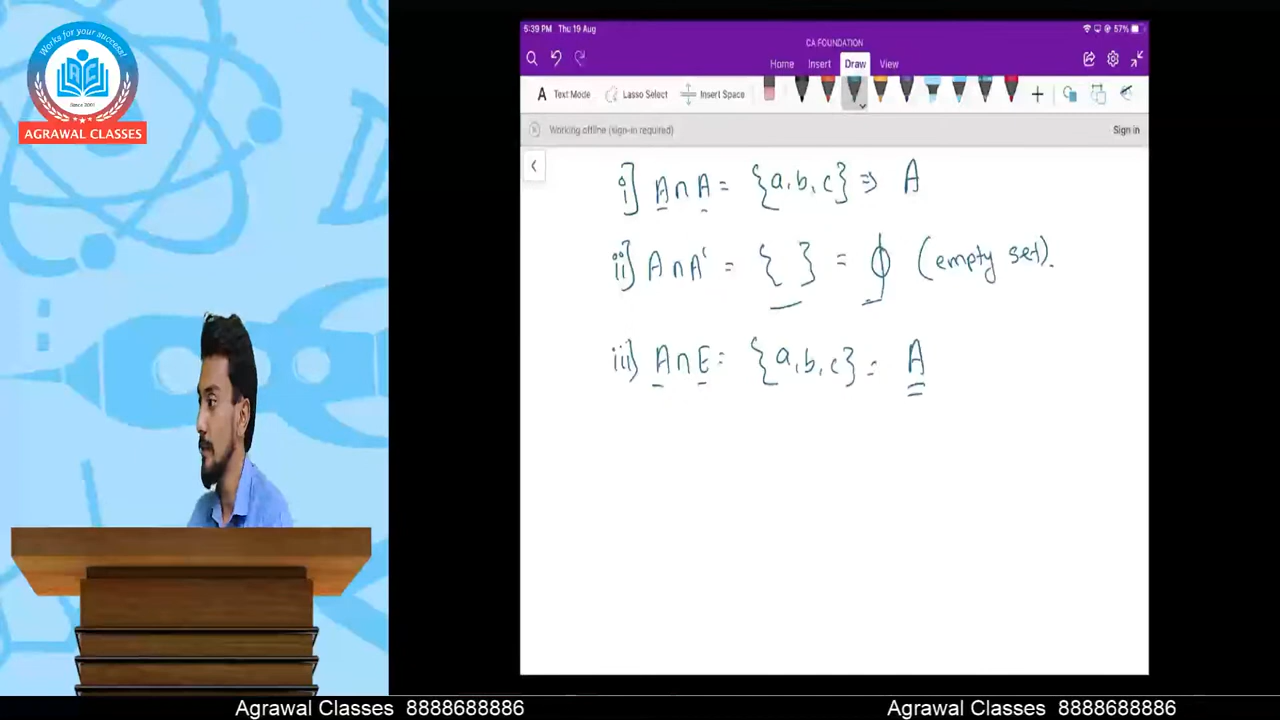 Works for your success!
AE
Since 2001
AGRAWAL CLASSES
5:39 PM Thu 19 Aug
57%
CA FOUNDATION
Home Insert Draw View
A Text Mode Lasso Select Insert Space
Working offline (sign-in required) Sign in
i] A∩A = {a, b, c} ⇒ A
ii] A∩A' = { } = ϕ (empty set).
iii] A∩E = {a, b, c} = A
Agrawal Classes 8888688886 Agrawal Classes 8888688886